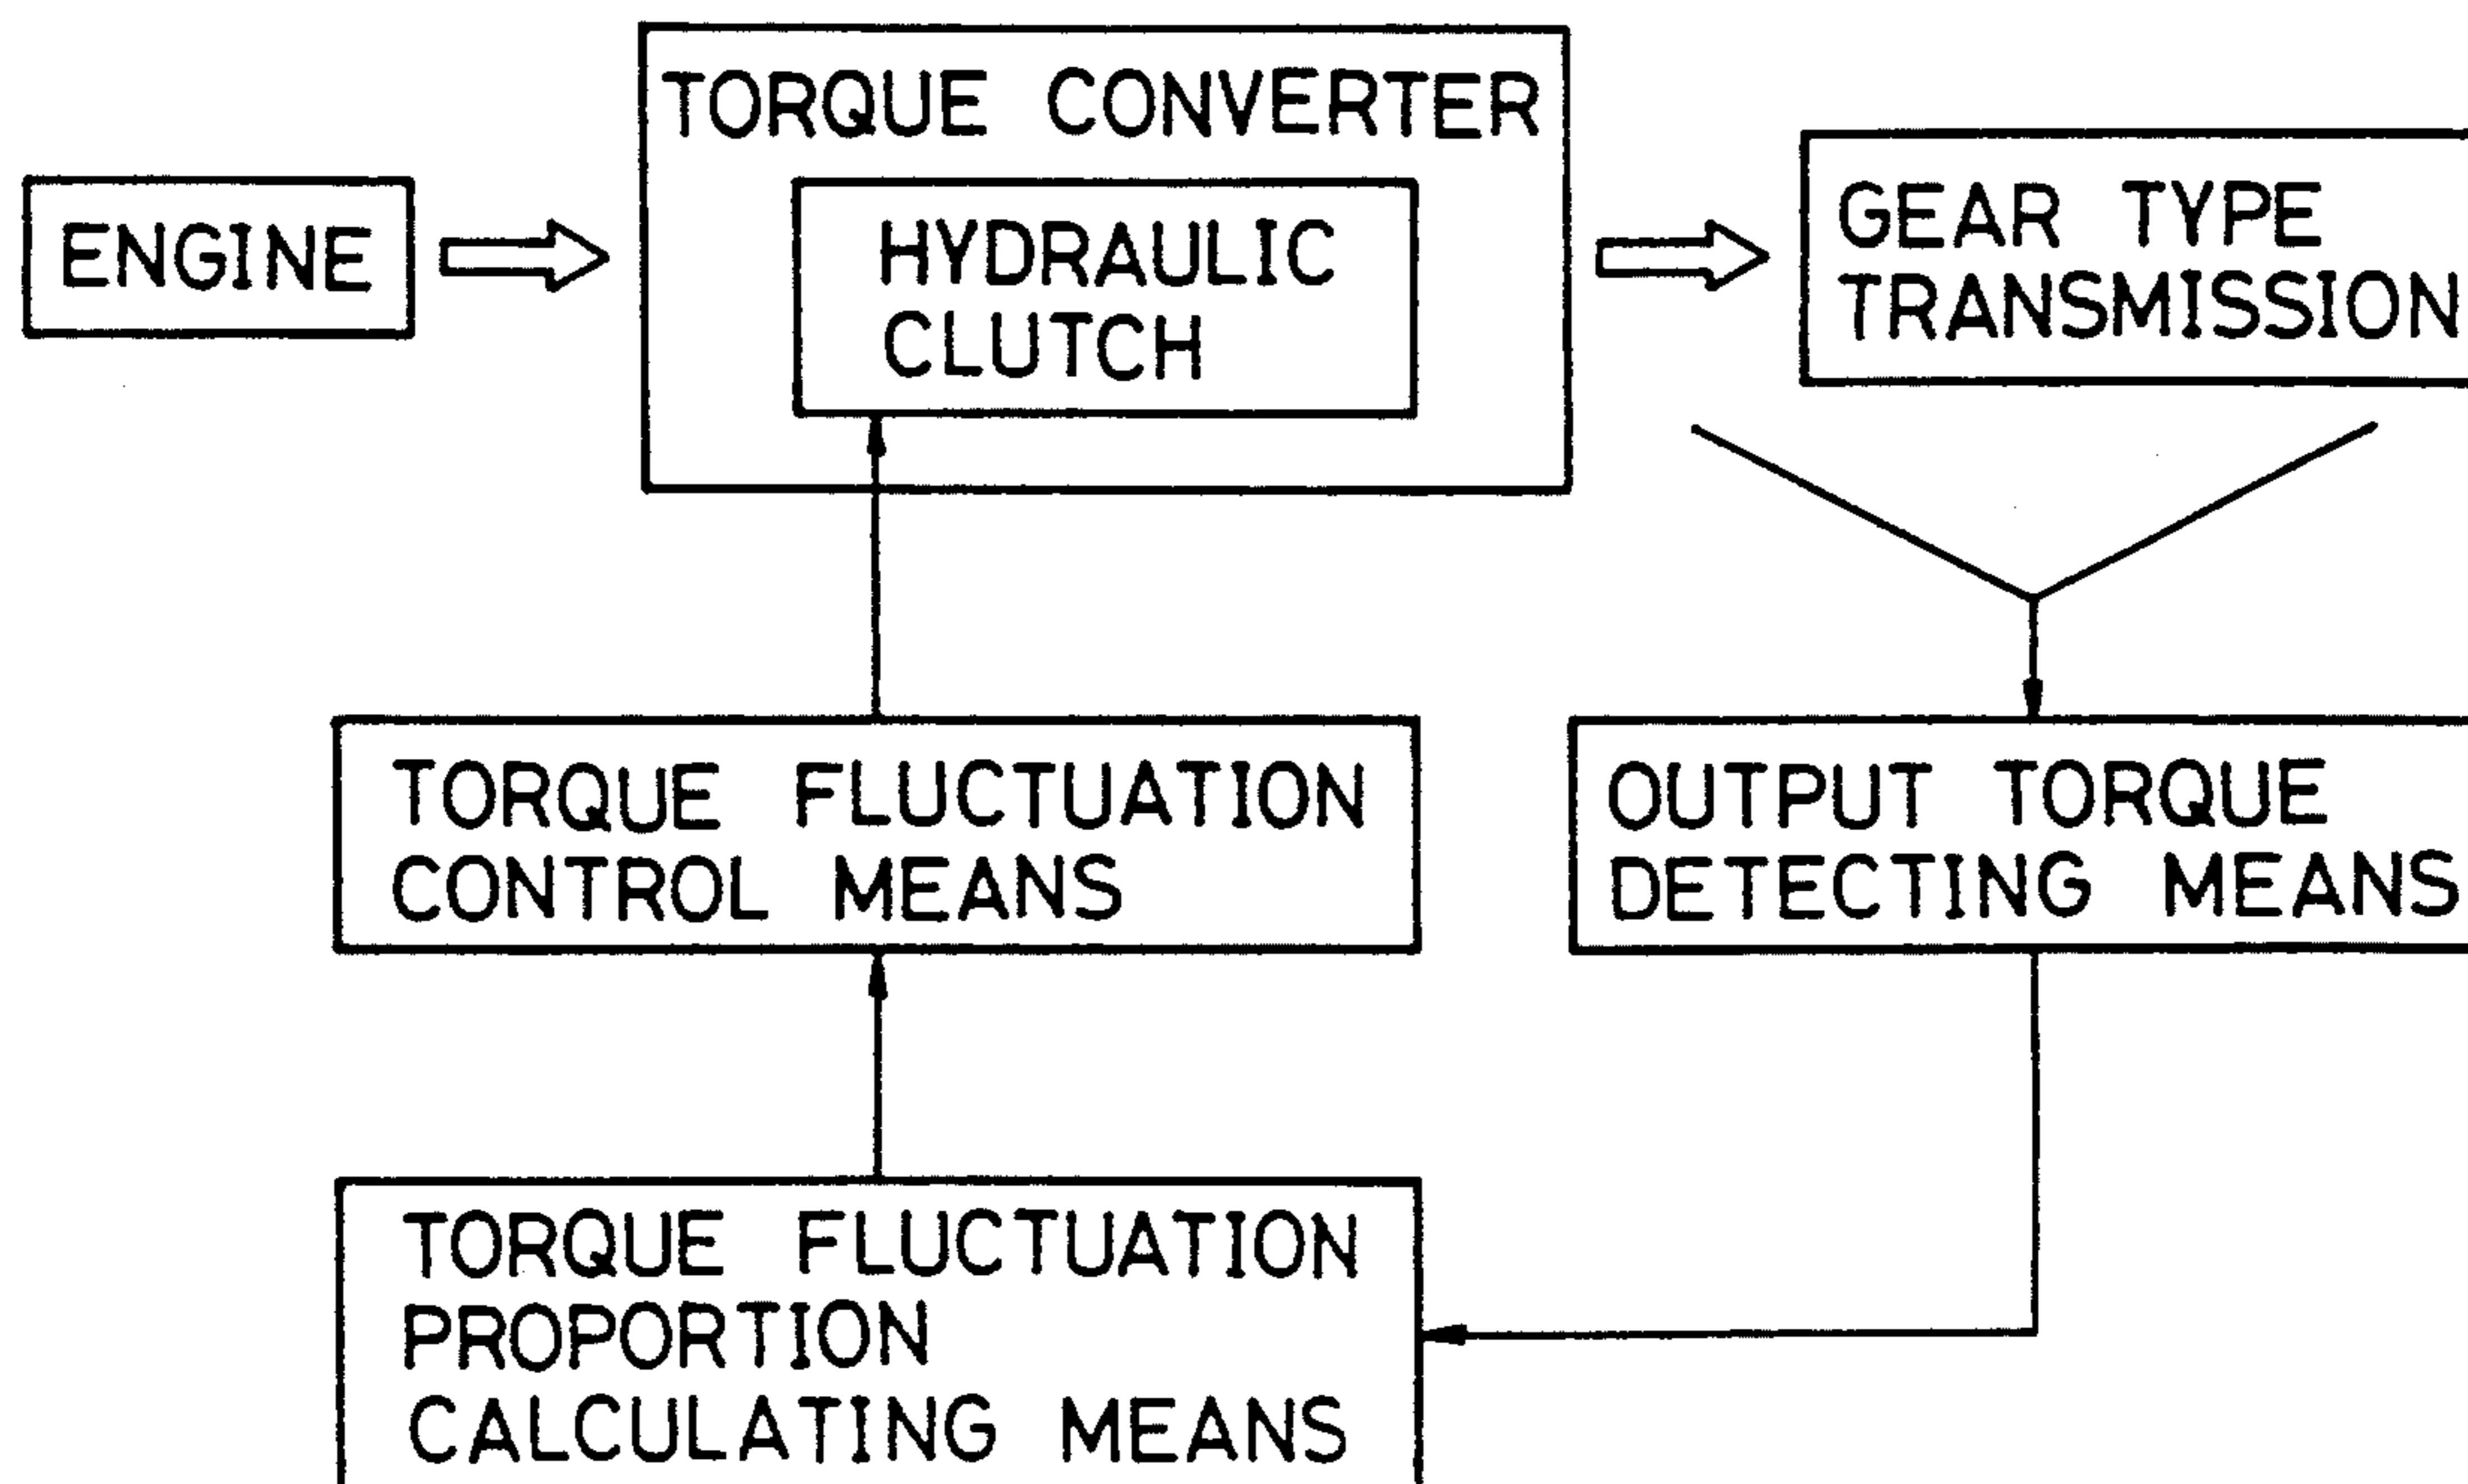 TORQUE CONVERTER
ENGINE
HYDRAULIC
CLUTCH
GEAR TYPE
TRANSMISSION
TORQUE FLUCTUATION
CONTROL MEANS
OUTPUT TORQUE
DETECTING MEANS
TORQUE FLUCTUATION
PROPORTION
CALCULATING MEANS